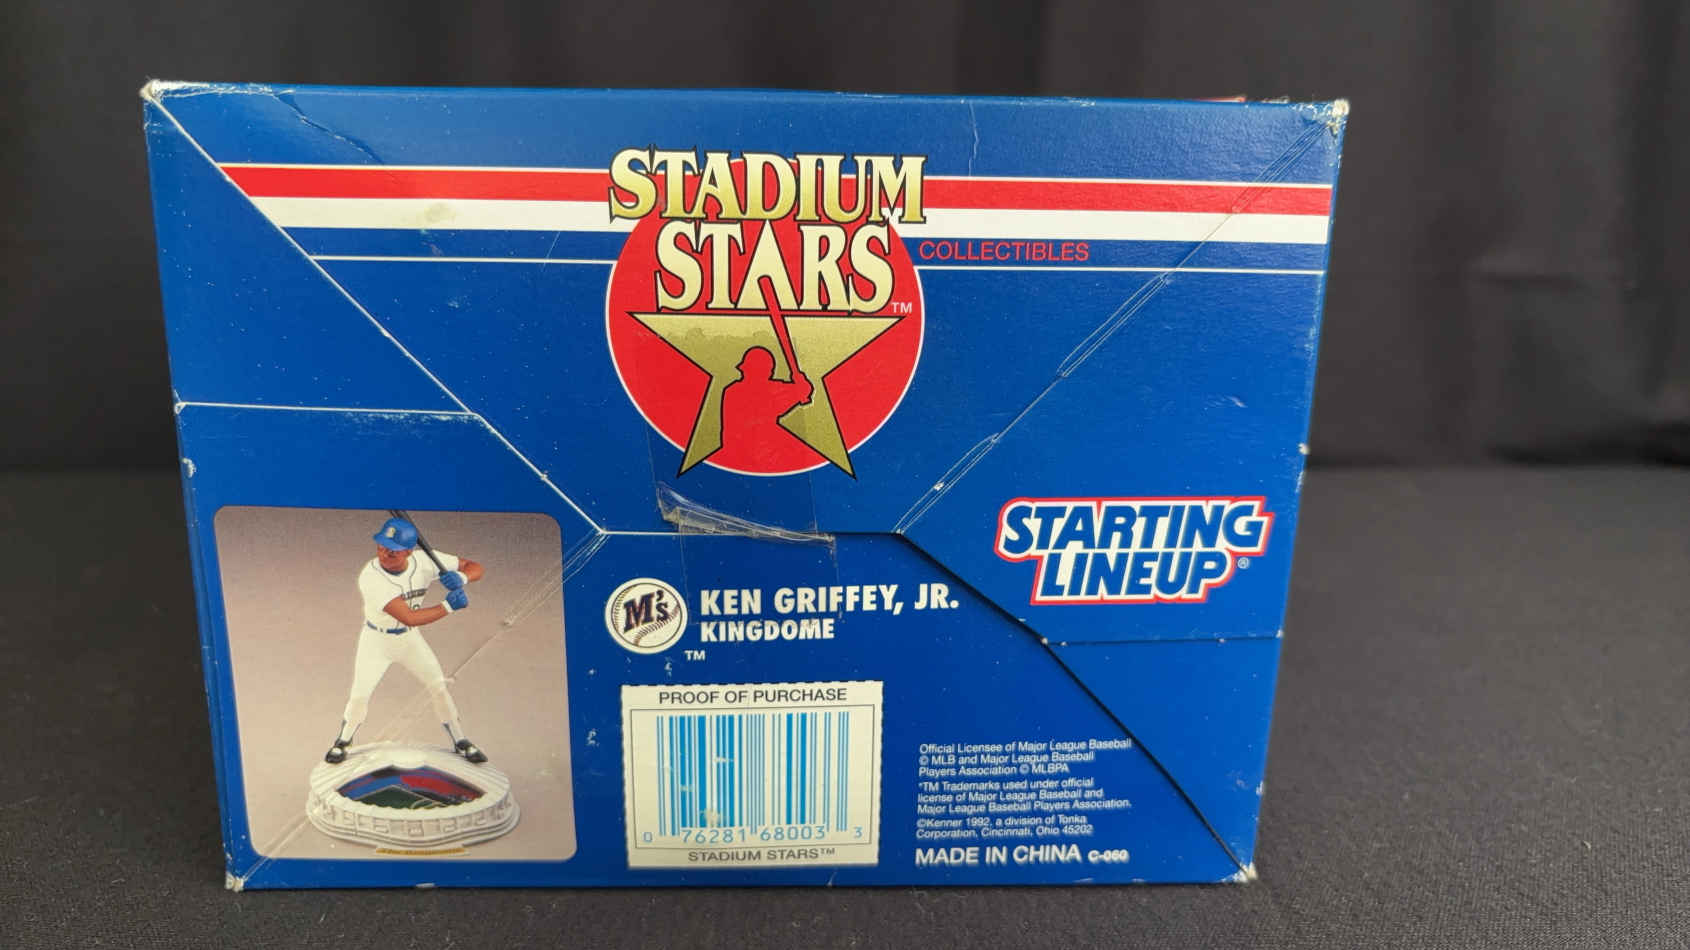 STADIUM
STARS™
COLLECTIBLES
STARTING
LINEUP®
M's
KEN GRIFFEY, JR.
KINGDOME
TM
PROOF OF PURCHASE
0 76281 68003 3
STADIUM STARS™
Official Licensee of Major League Baseball
© MLB and Major League Baseball
Players Association © MLBPA
*TM Trademarks used under official
license of Major League Baseball and
Major League Baseball Players Association.
©Kenner 1992, a division of Tonka
Corporation, Cincinnati, Ohio 45202
MADE IN CHINA C-060